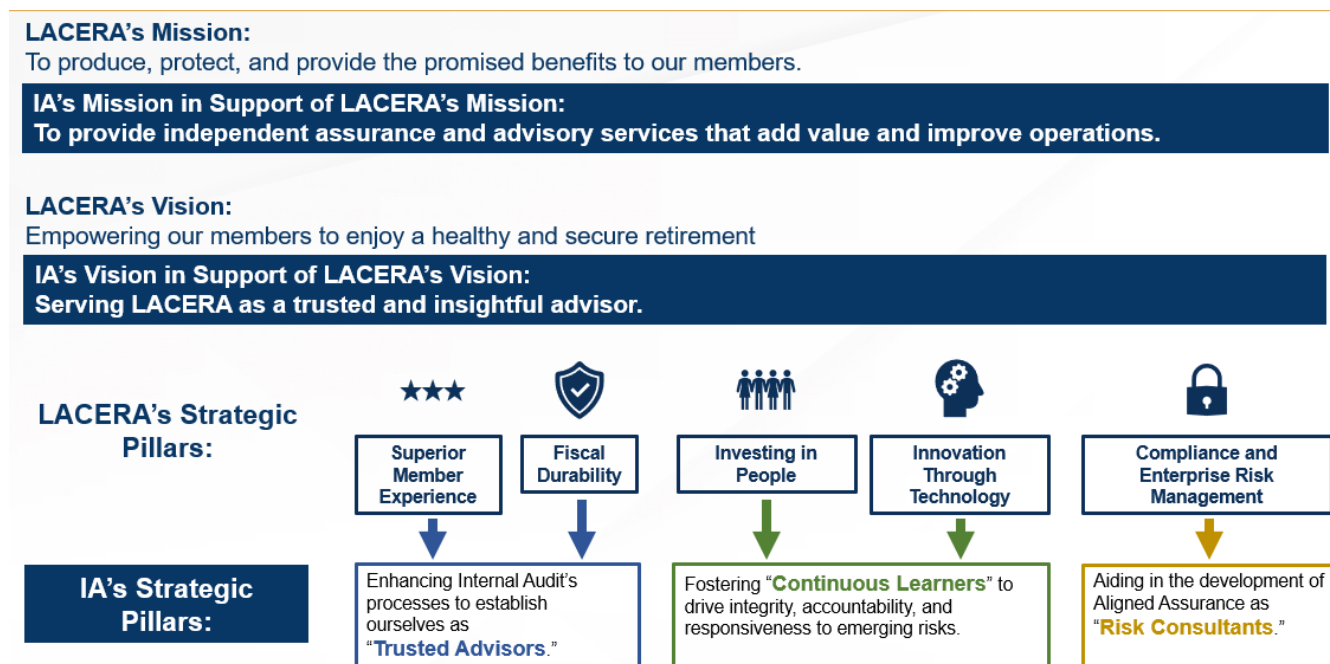 LACERA’s Mission:
To produce, protect, and provide the promised benefits to our members.
IA’s Mission in Support of LACERA’s Mission:
To provide independent assurance and advisory services that add value and improve operations.
LACERA’s Vision:
Empowering our members to enjoy a healthy and secure retirement
IA’s Vision in Support of LACERA’s Vision:
Serving LACERA as a trusted and insightful advisor.
LACERA’s Strategic
Pillars:
Superior
Member
Experience
Fiscal
Durability
Investing in
People
Innovation
Through
Technology
Compliance and
Enterprise Risk
Management
IA’s Strategic
Pillars:
Enhancing Internal Audit’s
processes to establish
ourselves as
“Trusted Advisors.”
Fostering “Continuous Learners” to
drive integrity, accountability, and
responsiveness to emerging risks.
Aiding in the development of
Aligned Assurance as
“Risk Consultants.”